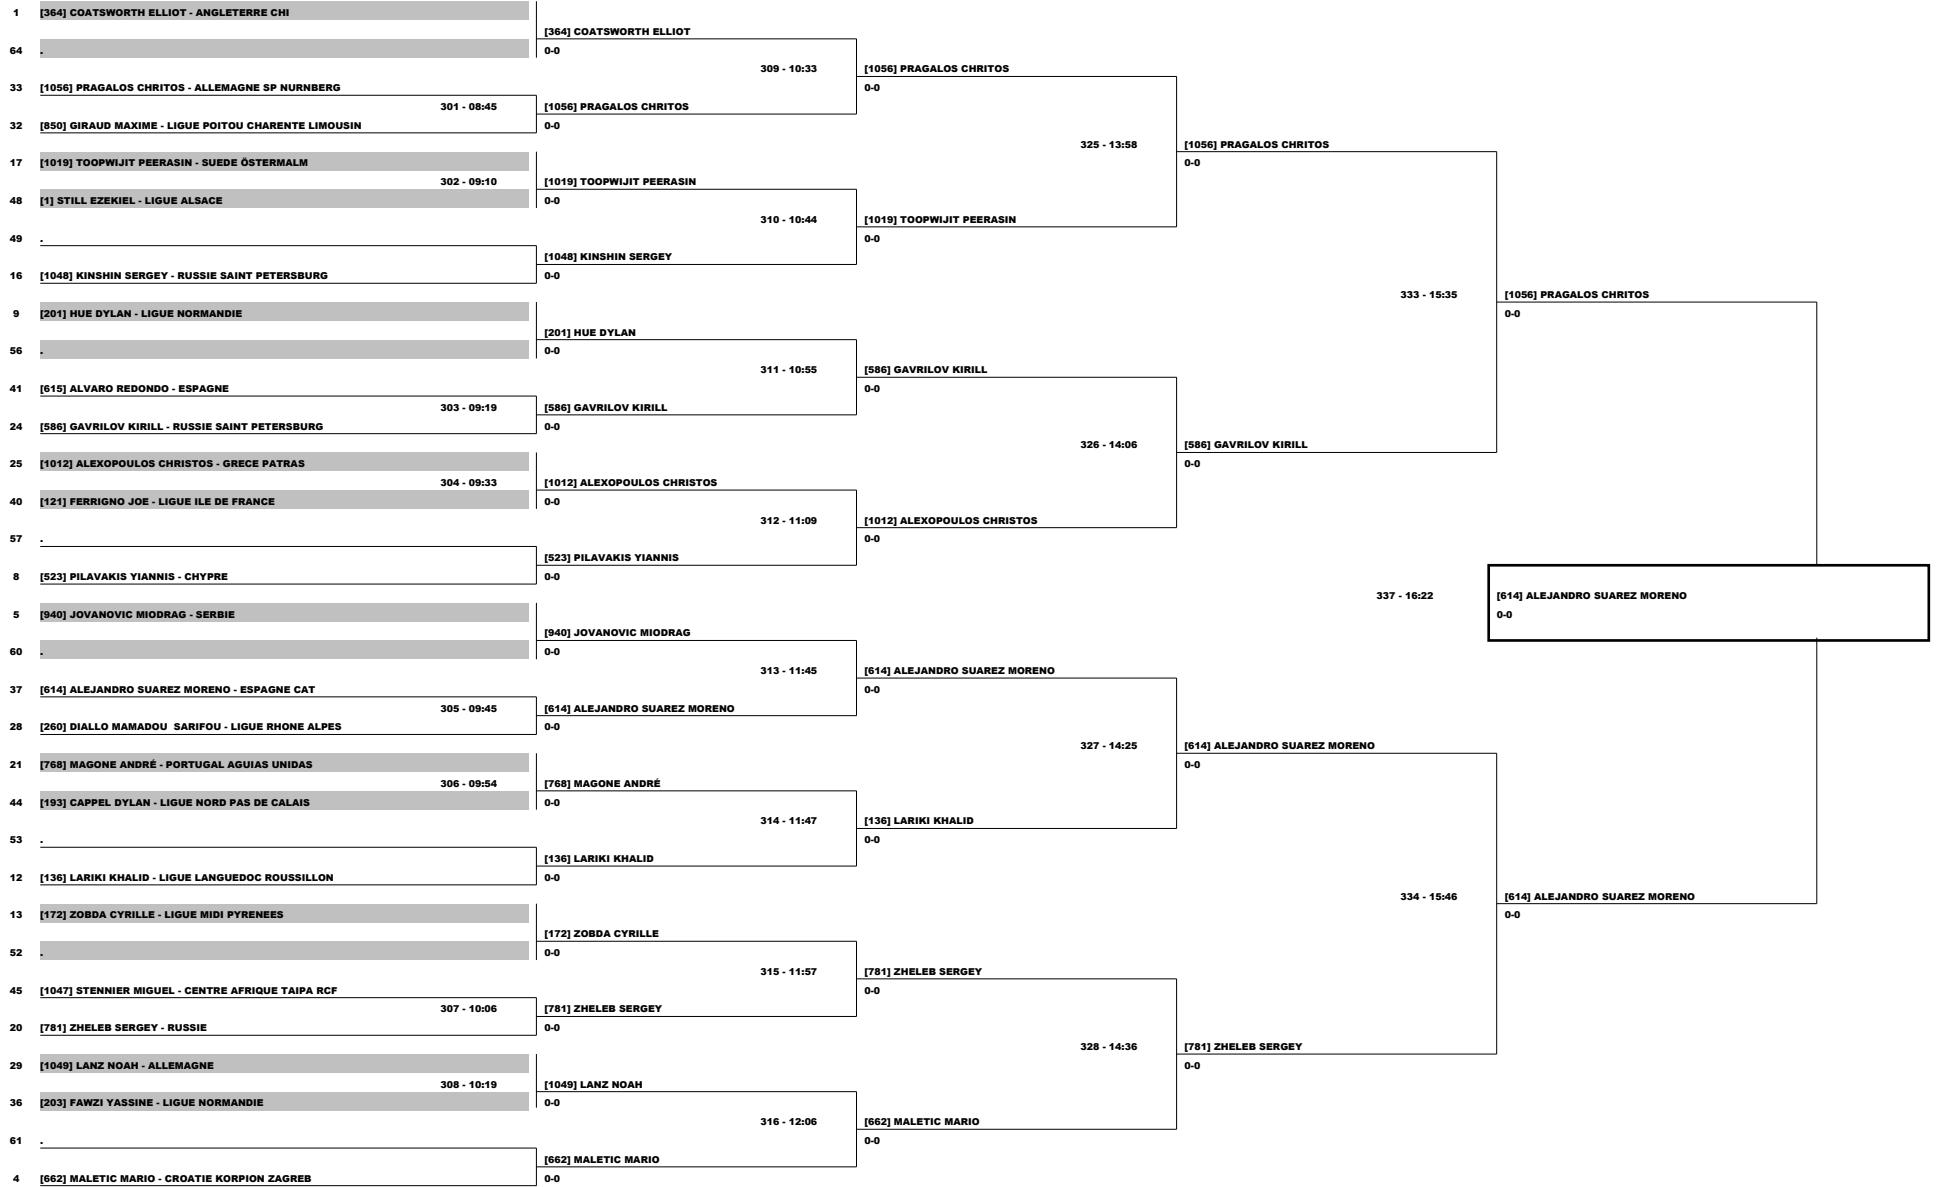 1 [364] COATSWORTH ELLIOT - ANGLETERRE CHI
[364] COATSWORTH ELLIOT
64 . 0-0
309 - 10:33 [1056] PRAGALOS CHRITOS
33 [1056] PRAGALOS CHRITOS - ALLEMAGNE SP NURNBERG 0-0
301 - 08:45 [1056] PRAGALOS CHRITOS
32 [850] GIRAUD MAXIME - LIGUE POITOU CHARENTE LIMOUSIN 0-0
325 - 13:58 [1056] PRAGALOS CHRITOS
17 [1019] TOOPWIJIT PEERASIN - SUEDE ÖSTERMALM 0-0
302 - 09:10 [1019] TOOPWIJIT PEERASIN
48 [1] STILL EZEKIEL - LIGUE ALSACE 0-0
310 - 10:44 [1019] TOOPWIJIT PEERASIN
49 . 0-0
[1048] KINSHIN SERGEY
16 [1048] KINSHIN SERGEY - RUSSIE SAINT PETERSBURG 0-0
333 - 15:35 [1056] PRAGALOS CHRITOS
9 [201] HUE DYLAN - LIGUE NORMANDIE 0-0
[201] HUE DYLAN
56 . 0-0
311 - 10:55 [586] GAVRILOV KIRILL
41 [615] ALVARO REDONDO - ESPAGNE 0-0
303 - 09:19 [586] GAVRILOV KIRILL
24 [586] GAVRILOV KIRILL - RUSSIE SAINT PETERSBURG 0-0
326 - 14:06 [586] GAVRILOV KIRILL
25 [1012] ALEXOPOULOS CHRISTOS - GRECE PATRAS 0-0
304 - 09:33 [1012] ALEXOPOULOS CHRISTOS
40 [121] FERRIGNO JOE - LIGUE ILE DE FRANCE 0-0
312 - 11:09 [1012] ALEXOPOULOS CHRISTOS
57 . 0-0
[523] PILAVAKIS YIANNIS
8 [523] PILAVAKIS YIANNIS - CHYPRE 0-0
337 - 16:22 [614] ALEJANDRO SUAREZ MORENO
5 [940] JOVANOVIC MIODRAG - SERBIE 0-0
[940] JOVANOVIC MIODRAG
60 . 0-0
313 - 11:45 [614] ALEJANDRO SUAREZ MORENO
37 [614] ALEJANDRO SUAREZ MORENO - ESPAGNE CAT 0-0
305 - 09:45 [614] ALEJANDRO SUAREZ MORENO
28 [260] DIALLO MAMADOU SARIFOU - LIGUE RHONE ALPES 0-0
327 - 14:25 [614] ALEJANDRO SUAREZ MORENO
21 [768] MAGONE ANDRÉ - PORTUGAL AGUIAS UNIDAS 0-0
306 - 09:54 [768] MAGONE ANDRÉ
44 [193] CAPPEL DYLAN - LIGUE NORD PAS DE CALAIS 0-0
314 - 11:47 [136] LARIKI KHALID
53 . 0-0
[136] LARIKI KHALID
12 [136] LARIKI KHALID - LIGUE LANGUEDOC ROUSSILLON 0-0
334 - 15:46 [614] ALEJANDRO SUAREZ MORENO
13 [172] ZOBDA CYRILLE - LIGUE MIDI PYRENEES 0-0
[172] ZOBDA CYRILLE
52 . 0-0
315 - 11:57 [781] ZHELEB SERGEY
45 [1047] STENNIER MIGUEL - CENTRE AFRIQUE TAIPA RCF 0-0
307 - 10:06 [781] ZHELEB SERGEY
20 [781] ZHELEB SERGEY - RUSSIE 0-0
328 - 14:36 [781] ZHELEB SERGEY
29 [1049] LANZ NOAH - ALLEMAGNE 0-0
308 - 10:19 [1049] LANZ NOAH
36 [203] FAWZI YASSINE - LIGUE NORMANDIE 0-0
316 - 12:06 [662] MALETIC MARIO
61 . 0-0
[662] MALETIC MARIO
4 [662] MALETIC MARIO - CROATIE KORPION ZAGREB 0-0